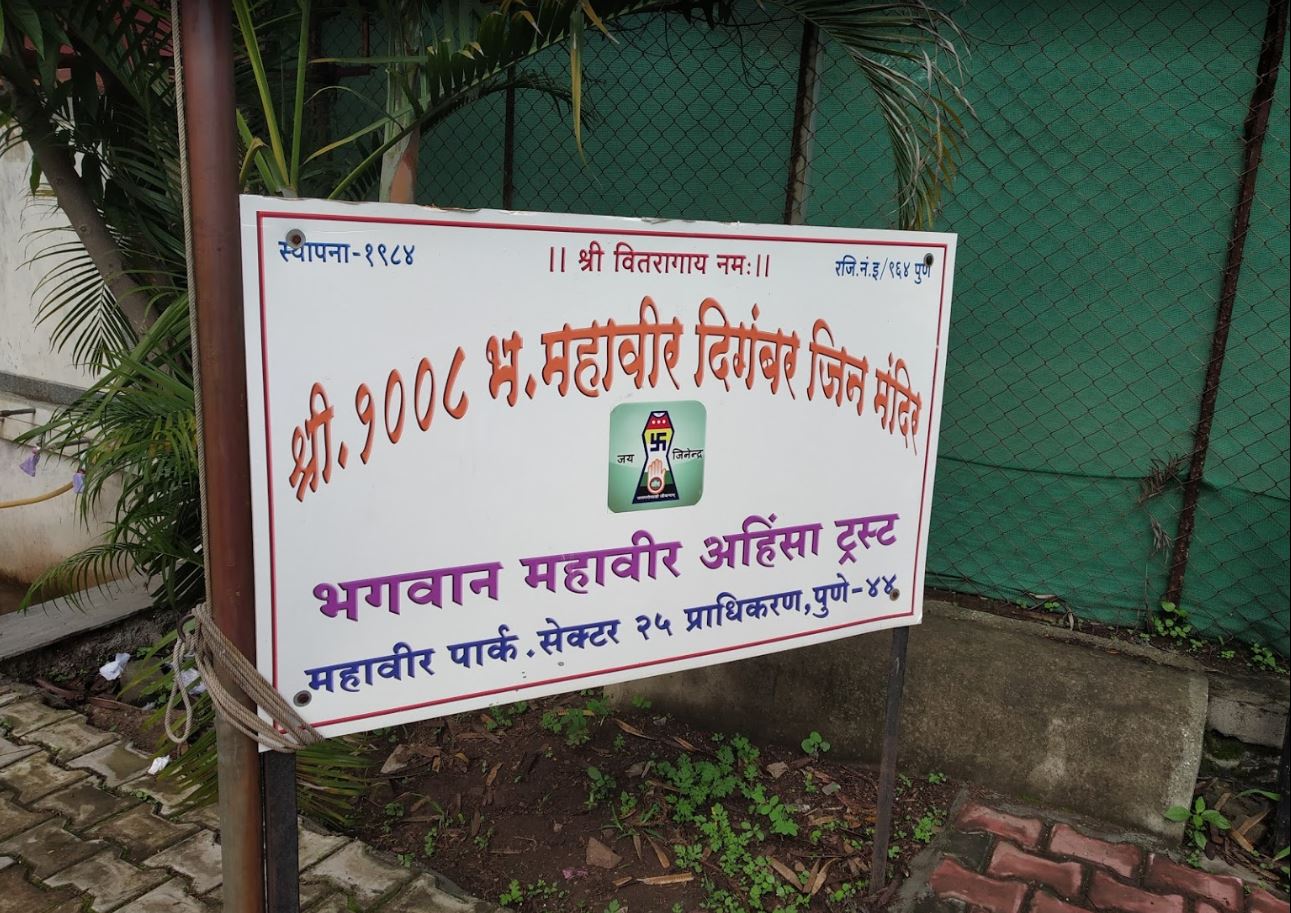 स्थापना-१९८४
|| श्री वितरागाय नमः||
रजि.नं.इ/९६४ पुणे
श्री.१००८ भ.महावीर दिगंबर जिन मंदिर
जय जिनेन्द्र
भगवान महावीर अहिंसा ट्रस्ट
महावीर पार्क.सेक्टर २५ प्राधिकरण,पुणे-४४